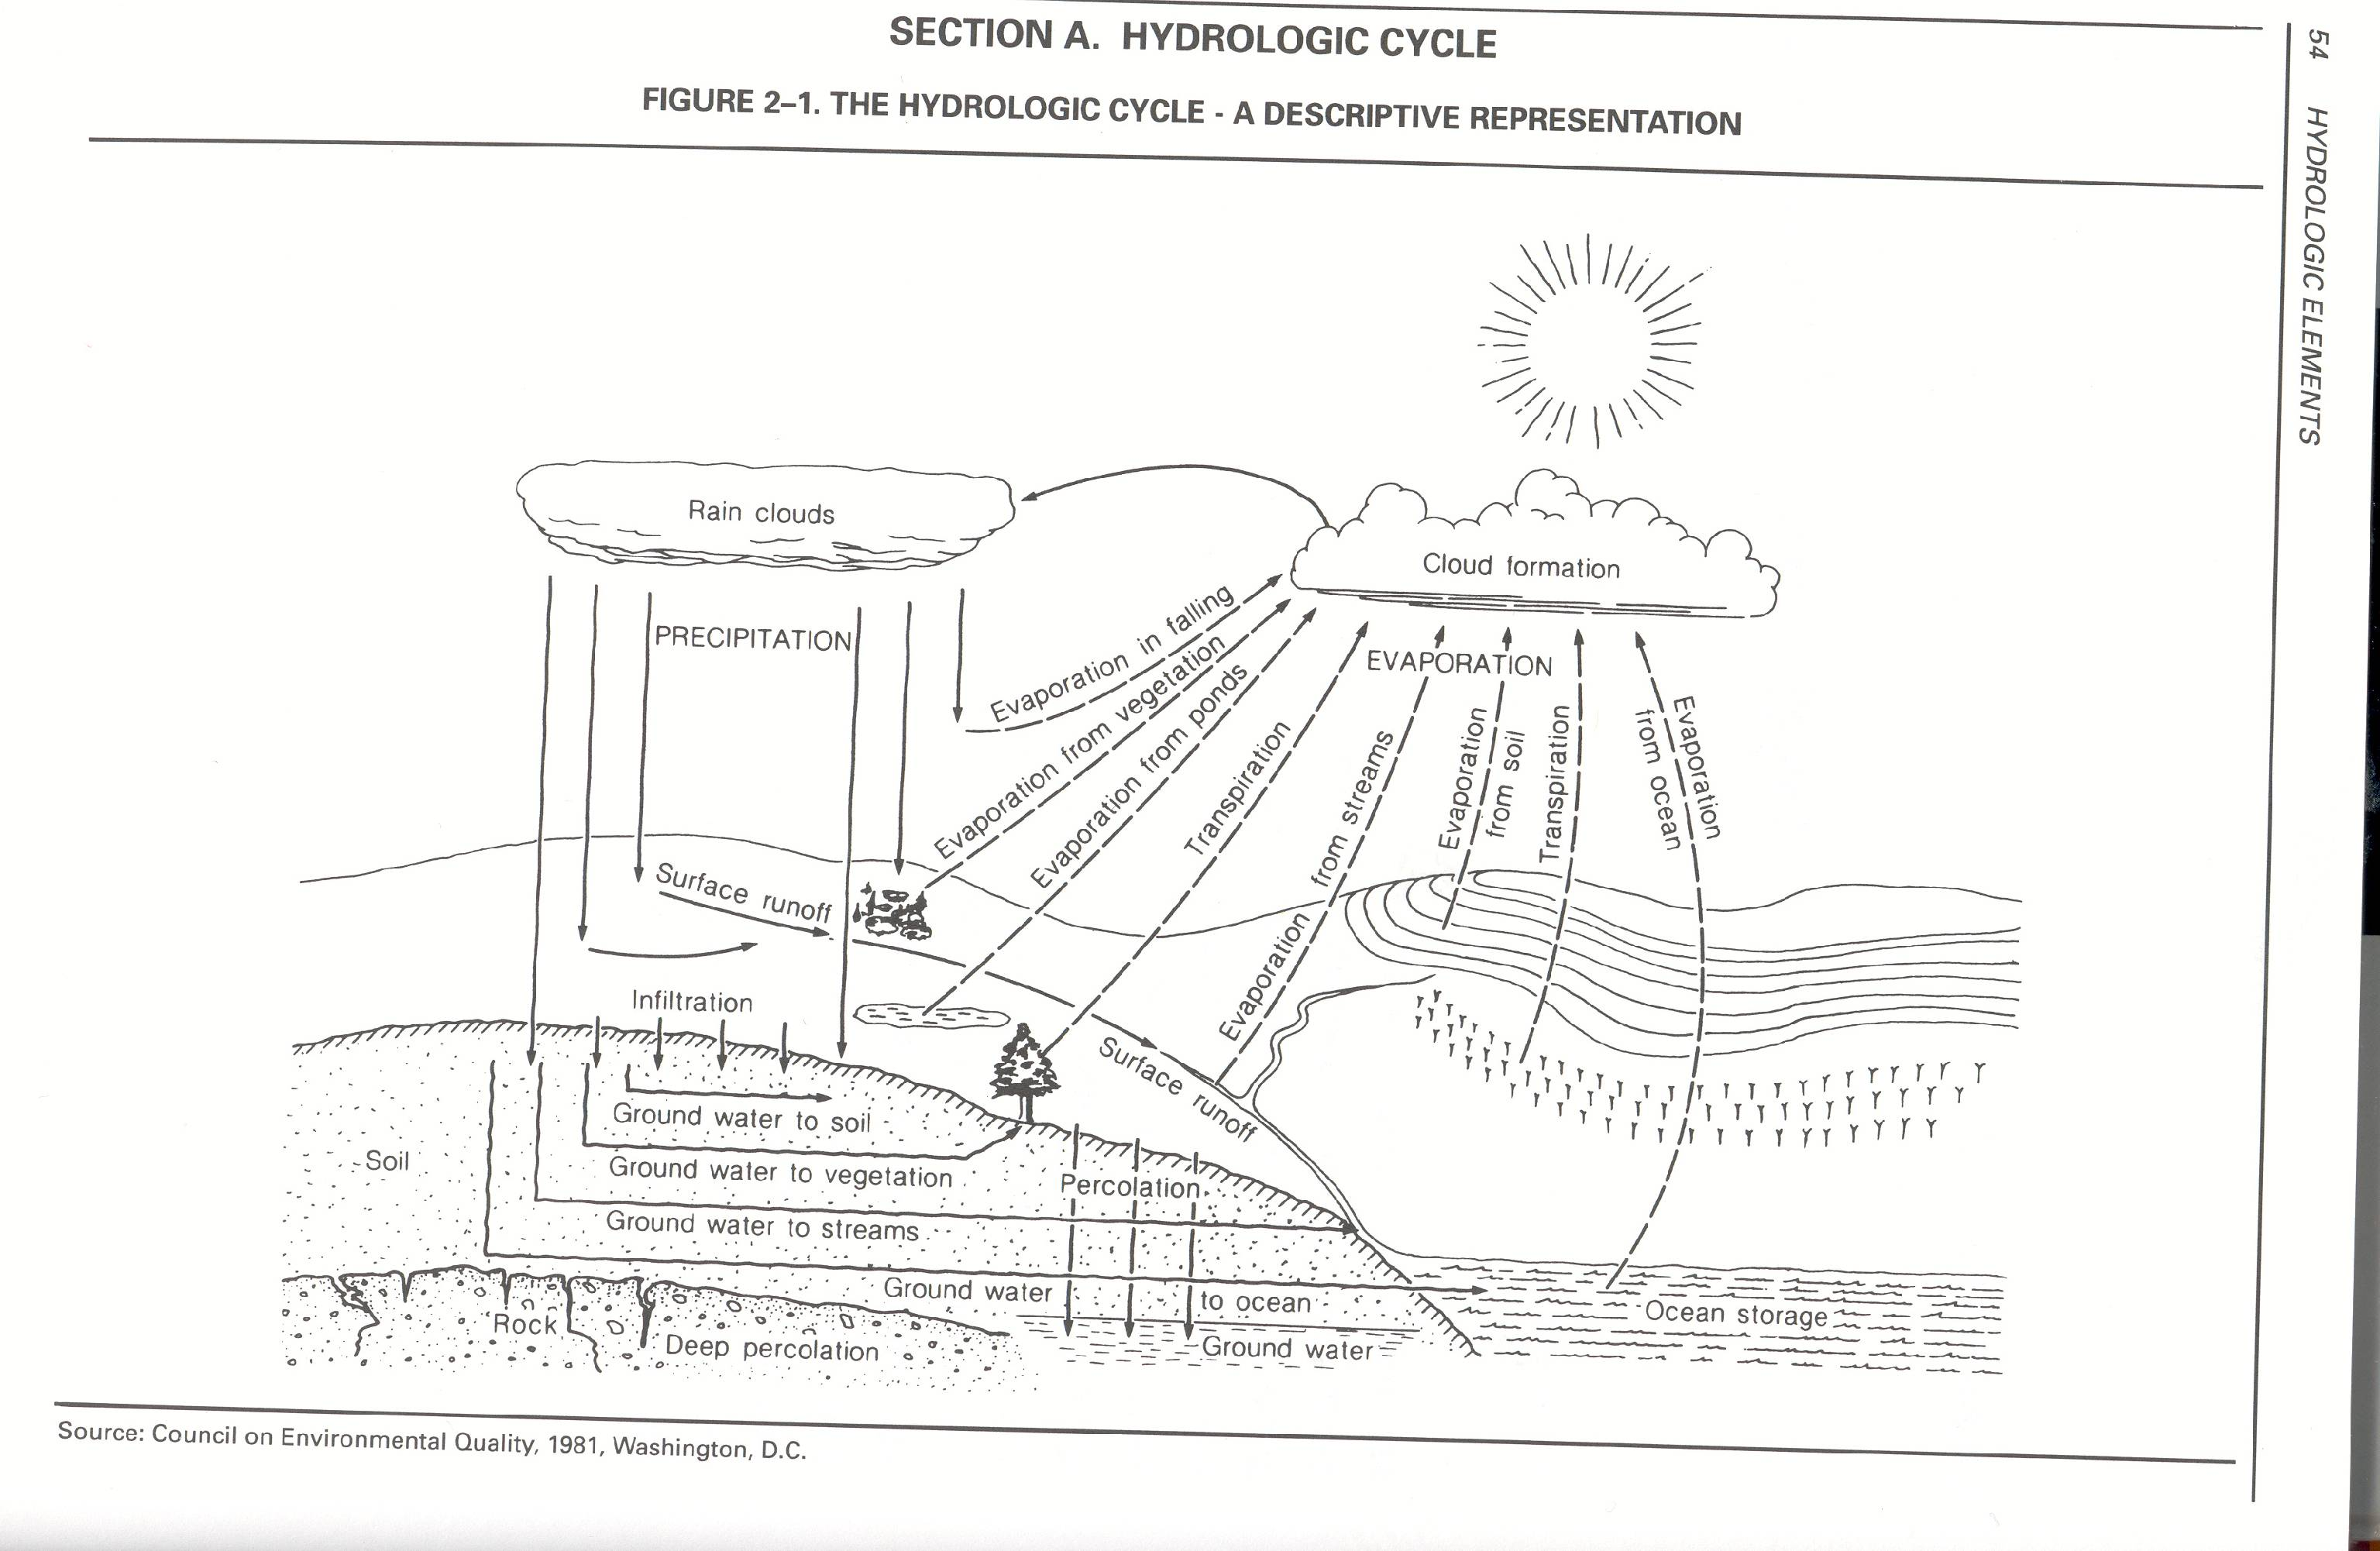 SECTION A. HYDROLOGIC CYCLE
FIGURE 2–1. THE HYDROLOGIC CYCLE - A DESCRIPTIVE REPRESENTATION
54 HYDROLOGIC ELEMENTS
Rain clouds
Cloud formation
PRECIPITATION
EVAPORATION
Evaporation in falling
Evaporation from vegetation
Evaporation from ponds
Transpiration
Evaporation from streams
Evaporation
from soil
Transpiration
Evaporation
from ocean
Surface runoff
Infiltration
Surface runoff
Ground water to soil
Soil
Ground water to vegetation
Percolation
Ground water to streams
Ground water to ocean
Rock
Deep percolation
Ground water
Ocean storage
Source: Council on Environmental Quality, 1981, Washington, D.C.